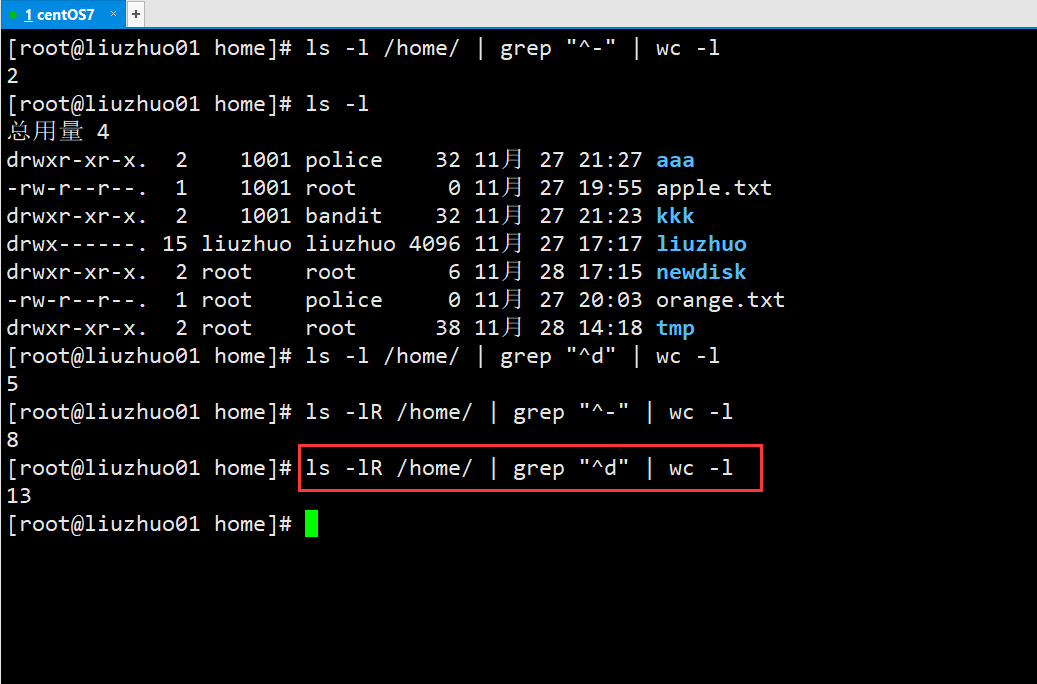 1 centOS7 × +
[root@liuzhuo01 home]# ls -l /home/ | grep "^-" | wc -l
2
[root@liuzhuo01 home]# ls -l
总用量 4
drwxr-xr-x.  2    1001 police    32 11月 27 21:27 aaa
-rw-r--r--.  1    1001 root       0 11月 27 19:55 apple.txt
drwxr-xr-x.  2    1001 bandit    32 11月 27 21:23 kkk
drwx------. 15 liuzhuo liuzhuo 4096 11月 27 17:17 liuzhuo
drwxr-xr-x.  2 root    root       6 11月 28 17:15 newdisk
-rw-r--r--.  1 root    police     0 11月 27 20:03 orange.txt
drwxr-xr-x.  2 root    root      38 11月 28 14:18 tmp
[root@liuzhuo01 home]# ls -l /home/ | grep "^d" | wc -l
5
[root@liuzhuo01 home]# ls -lR /home/ | grep "^-" | wc -l
8
[root@liuzhuo01 home]# ls -lR /home/ | grep "^d" | wc -l
13
[root@liuzhuo01 home]#